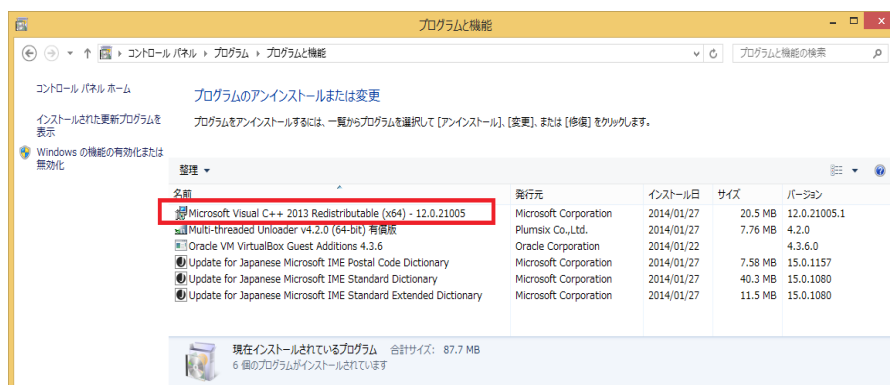 プログラムと機能
コントロール パネル プログラム プログラムと機能
プログラムと機能の検索
コントロール パネル ホーム
インストールされた更新プログラムを
表示
Windows の機能の有効化または
無効化
プログラムのアンインストールまたは変更
プログラムをアンインストールするには、一覧からプログラムを選択して [アンインストール]、[変更]、または [修復] をクリックします。
整理
名前 発行元 インストール日 サイズ バージョン
Microsoft Visual C++ 2013 Redistributable (x64) - 12.0.21005 Microsoft Corporation 2014/01/27 20.5 MB 12.0.21005.1
Multi-threaded Unloader v4.2.0 (64-bit) 有償版 Plumsix Co.,Ltd. 2014/01/27 7.76 MB 4.2.0
Oracle VM VirtualBox Guest Additions 4.3.6 Oracle Corporation 2014/01/22 4.3.6.0
Update for Japanese Microsoft IME Postal Code Dictionary Microsoft Corporation 2014/01/27 7.58 MB 15.0.1157
Update for Japanese Microsoft IME Standard Dictionary Microsoft Corporation 2014/01/27 40.3 MB 15.0.1080
Update for Japanese Microsoft IME Standard Extended Dictionary Microsoft Corporation 2014/01/27 11.5 MB 15.0.1080
現在インストールされているプログラム 合計サイズ: 87.7 MB
6 個のプログラムがインストールされています